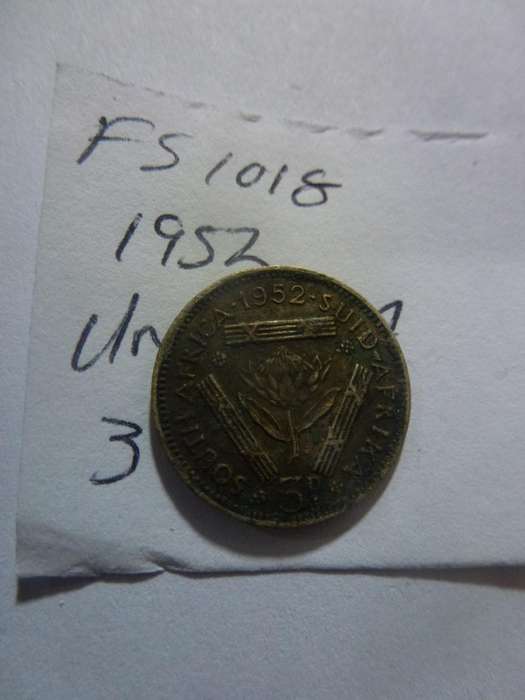 FS 1018
1952
Un
3
SOUTH AFRICA · 1952 · SUID-AFRIKA
3D